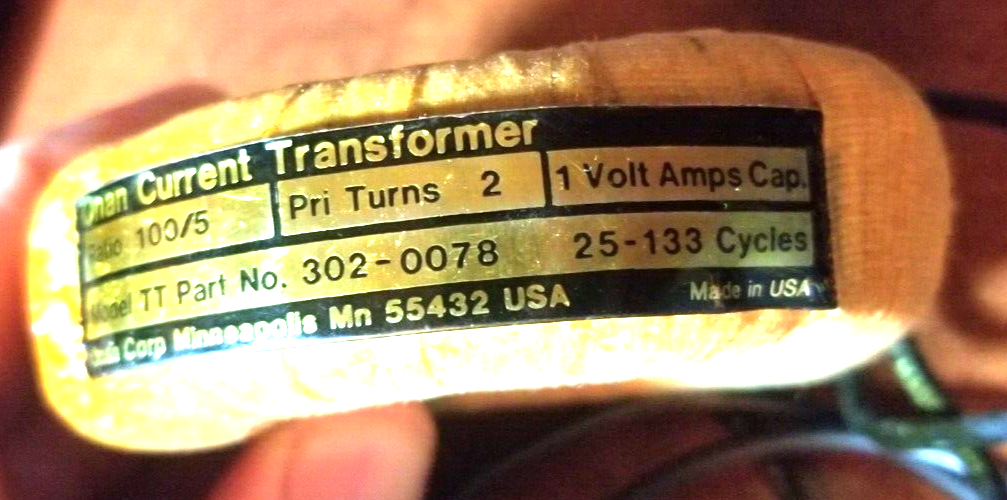 Onan Current Transformer
Ratio 100/5 Pri Turns 2 1 Volt Amps Cap.
Model TT Part No. 302-0078 25-133 Cycles
Corp Minneapolis Mn 55432 USA Made in USA